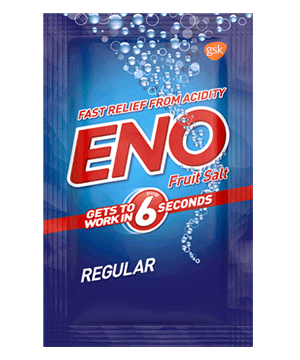 gsk
FAST RELIEF FROM ACIDITY
ENO
Fruit Salt
GETS TO
WORK IN 6 SECONDS
REGULAR